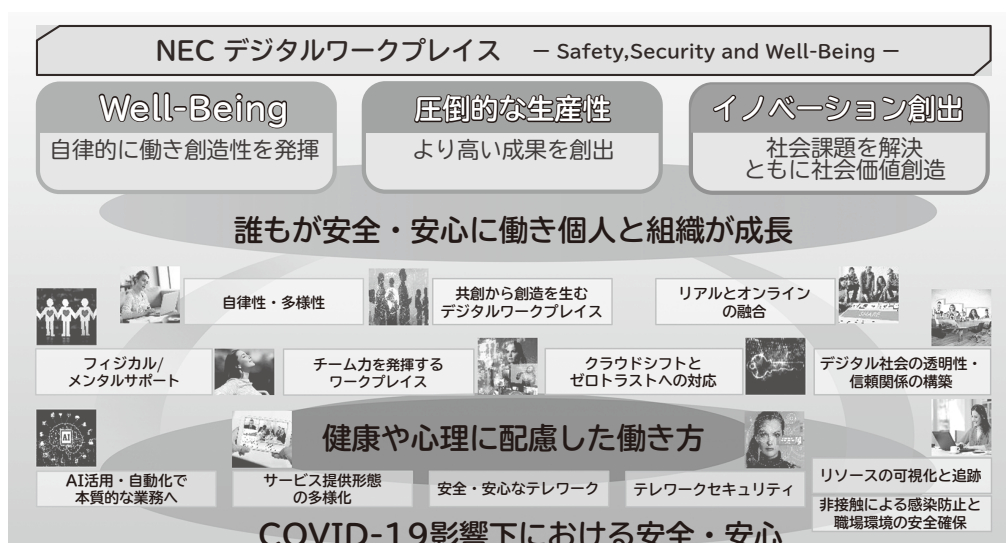 NEC デジタルワークプレイス － Safety,Security and Well-Being －
Well-Being
自律的に働き創造性を発揮
圧倒的な生産性
より高い成果を創出
イノベーション創出
社会課題を解決
ともに社会価値創造
誰もが安全・安心に働き個人と組織が成長
自律性・多様性
共創から創造を生む
デジタルワークプレイス
リアルとオンライン
の融合
フィジカル/
メンタルサポート
チーム力を発揮する
ワークプレイス
クラウドシフトと
ゼロトラストへの対応
デジタル社会の透明性・
信頼関係の構築
健康や心理に配慮した働き方
AI
AI活用・自動化で
本質的な業務へ
サービス提供形態
の多様化
安全・安心なテレワーク
テレワークセキュリティ
リソースの可視化と追跡
非接触による感染防止と
職場環境の安全確保
COVID-19影響下における安全・安心